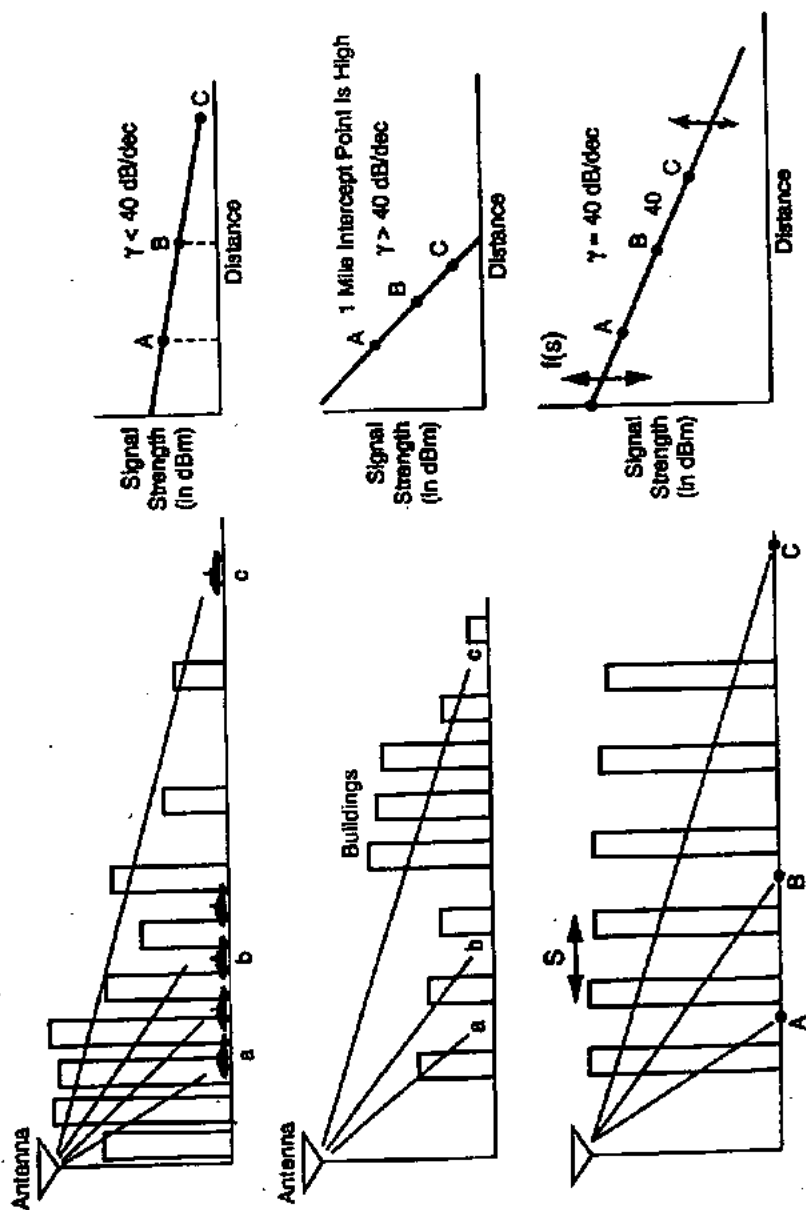 Antenna
a
b
c
Signal
Strength
(in dBm)
γ < 40 dB/dec
A
B
C
Distance
Antenna
a
b
Buildings
c
Signal
Strength
(in dBm)
1 Mile Intercept Point Is High
γ > 40 dB/dec
A
B
C
Distance
S
A
B
C
Signal
Strength
(in dBm)
f(s)
γ = 40 dB/dec
A
B
40
C
Distance